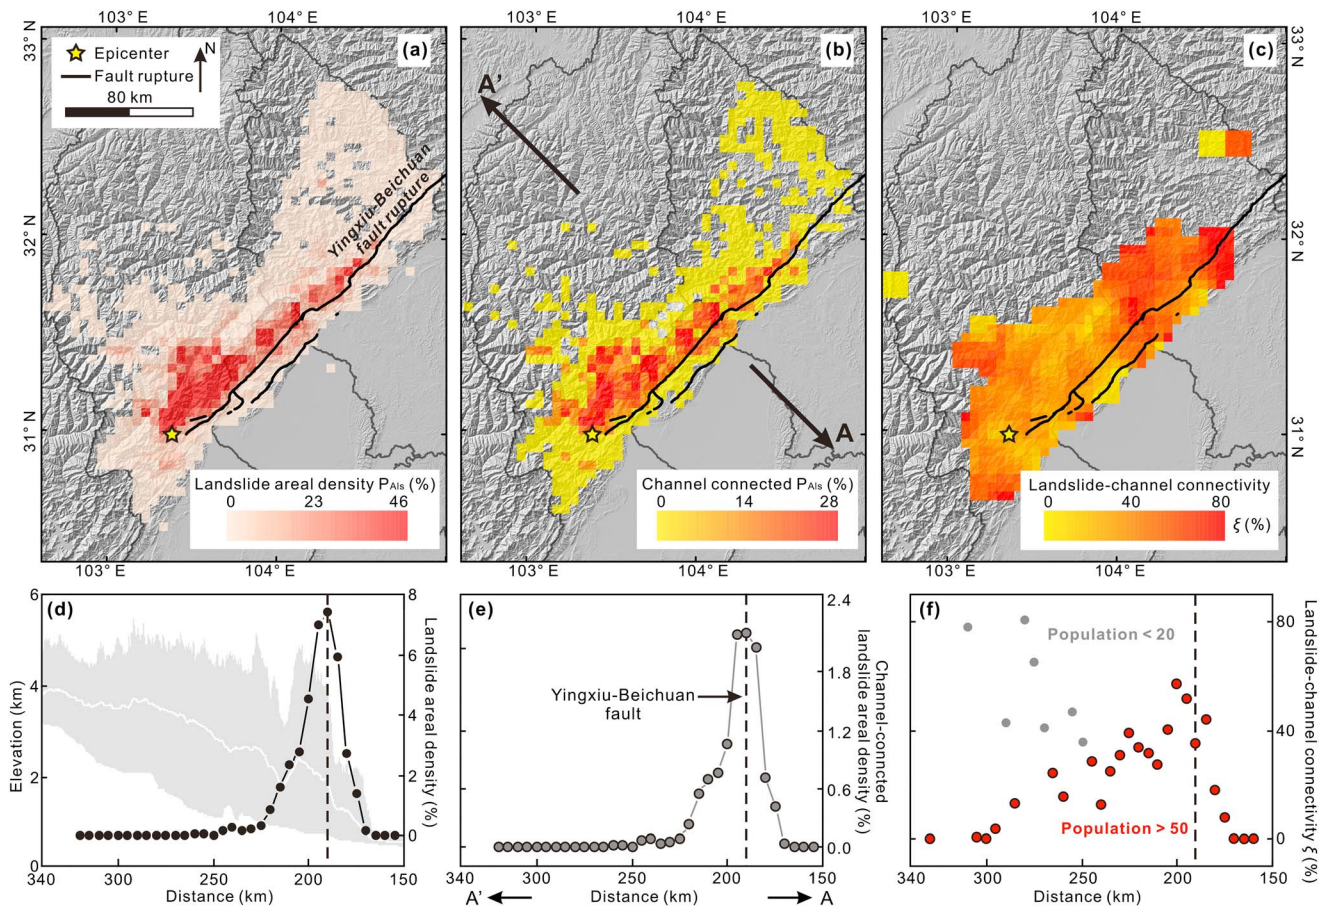 103° E
104° E
104° E
104° E
33° N
(a)
Epicenter
N
Fault rupture
80 km
Yingxiu-Beichuan
fault rupture
32° N
31° N
Landslide areal density PAls (%)
0 23 46
103° E 104° E
(b)
A'
A
Channel connected PAls (%)
0 14 28
103° E 104° E
(c)
33° N
32° N
31° N
Landslide-channel connectivity
0 40 80
ξ (%)
103° E 104° E
(d)
Elevation (km)
6
4
2
0
Landslide areal density (%)
8
6
4
2
0
340 300 250 200 150
Distance (km)
(e)
Yingxiu-Beichuan
fault
2.4
1.8
1.2
0.6
0.0
Channel-conncted
landslide areal density (%)
340 300 250 200 150
A' Distance (km) A
(f)
Population < 20
Population > 50
80
40
0
Landslide-channel connectivity ξ (%)
340 300 250 200 150
Distance (km)